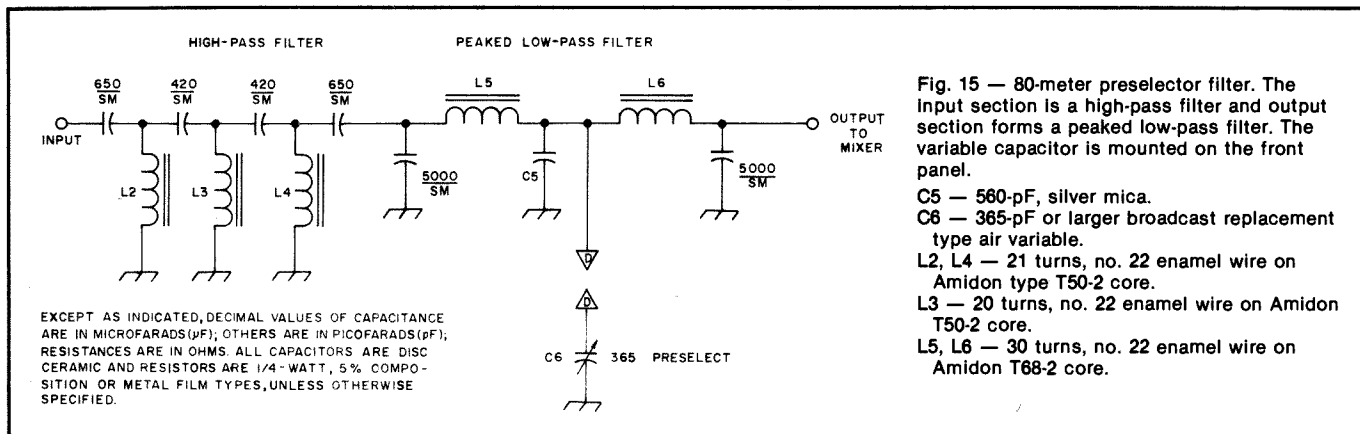 HIGH-PASS FILTER
PEAKED LOW-PASS FILTER
650
SM
420
SM
420
SM
650
SM
L5
L6
INPUT
OUTPUT
TO
MIXER
L2
L3
L4
5000
SM
C5
5000
SM
D
D
C6
365 PRESELECT
EXCEPT AS INDICATED, DECIMAL VALUES OF CAPACITANCE
ARE IN MICROFARADS (µF); OTHERS ARE IN PICOFARADS (pF);
RESISTANCES ARE IN OHMS. ALL CAPACITORS ARE DISC
CERAMIC AND RESISTORS ARE 1/4-WATT, 5% COMPO-
SITION OR METAL FILM TYPES, UNLESS OTHERWISE
SPECIFIED.
Fig. 15 — 80-meter preselector filter. The
input section is a high-pass filter and output
section forms a peaked low-pass filter. The
variable capacitor is mounted on the front
panel.
C5 — 560-pF, silver mica.
C6 — 365-pF or larger broadcast replacement
type air variable.
L2, L4 — 21 turns, no. 22 enamel wire on
Amidon type T50-2 core.
L3 — 20 turns, no. 22 enamel wire on Amidon
T50-2 core.
L5, L6 — 30 turns, no. 22 enamel wire on
Amidon T68-2 core.